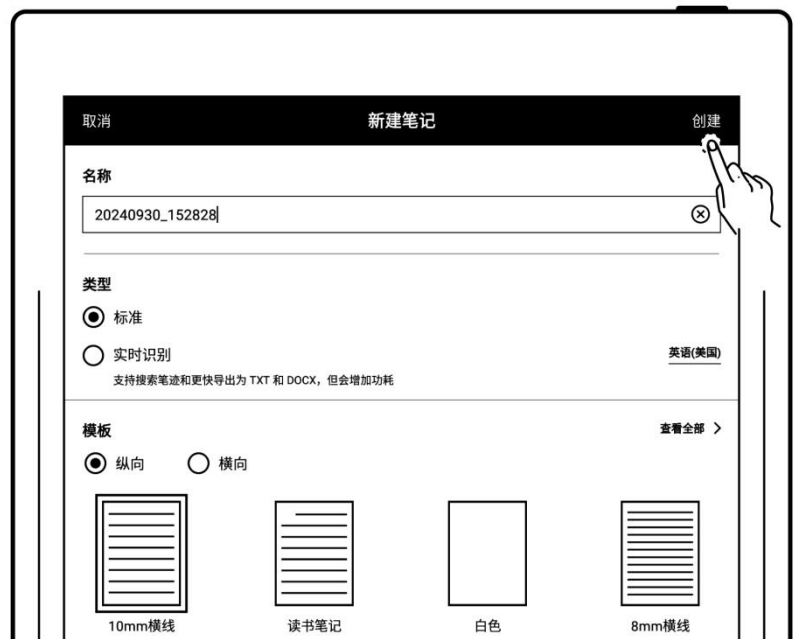 取消 新建笔记 创建
名称
20240930_152828
类型
标准
实时识别 英语(美国)
支持搜索笔迹和更快导出为 TXT 和 DOCX，但会增加功耗
模板 查看全部
纵向 横向
10mm横线 读书笔记 白色 8mm横线